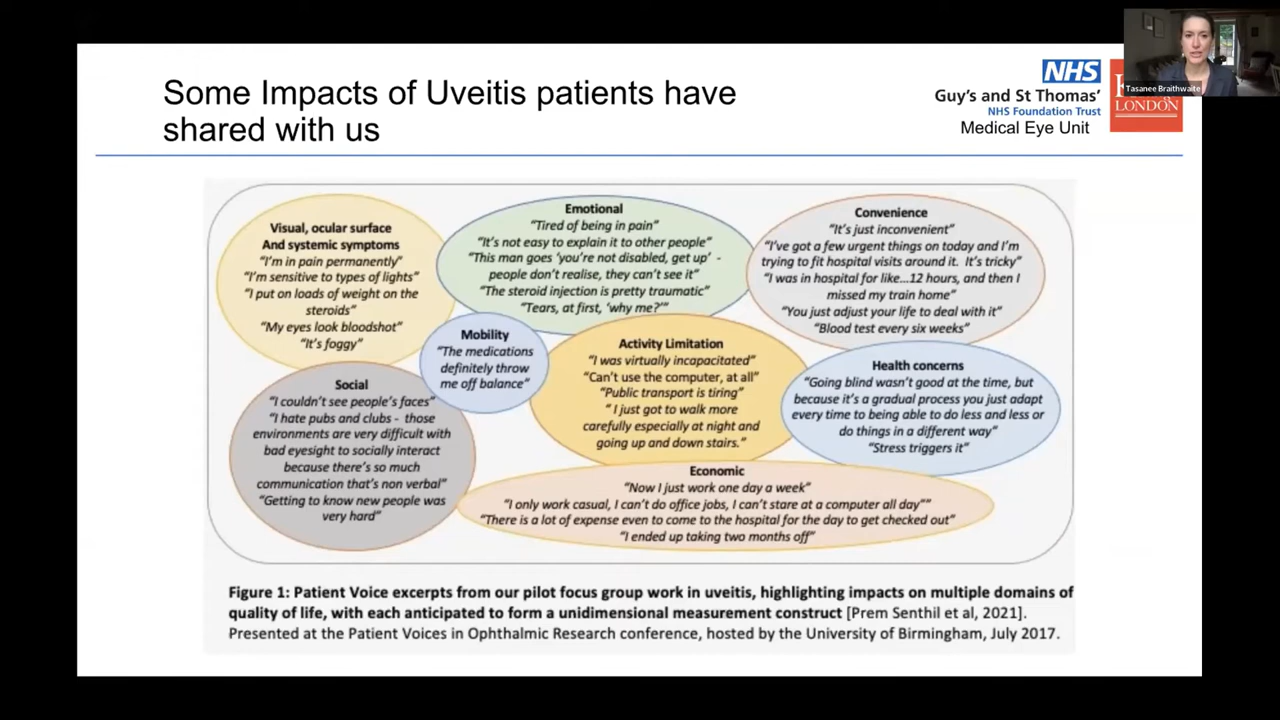 Some Impacts of Uveitis patients have
shared with us
NHS
Guy's and St Thomas'
NHS Foundation Trust
Medical Eye Unit
LONDON
Tasanee Braithwaite
Visual, ocular surface
And systemic symptoms
"I'm in pain permanently"
"I'm sensitive to types of lights"
"I put on loads of weight on the
steroids"
"My eyes look bloodshot"
"It's foggy"
Emotional
"Tired of being in pain"
"It's not easy to explain it to other people"
"This man goes 'you're not disabled, get up' -
people don't realise, they can't see it"
"The steroid injection is pretty traumatic"
"Tears, at first, 'why me?'"
Convenience
"It's just inconvenient"
"I've got a few urgent things on today and I'm
trying to fit hospital visits around it.  It's tricky"
"I was in hospital for like...12 hours, and then I
missed my train home"
"You just adjust your life to deal with it"
"Blood test every six weeks"
Mobility
"The medications
definitely throw
me off balance"
Activity Limitation
"I was virtually incapacitated"
"Can't use the computer, at all"
"Public transport is tiring"
" I just got to walk more
carefully especially at night and
going up and down stairs."
Health concerns
"Going blind wasn't good at the time, but
because it's a gradual process you just adapt
every time to being able to do less and less or
do things in a different way"
"Stress triggers it"
Social
"I couldn't see people's faces"
"I hate pubs and clubs -  those
environments are very difficult with
bad eyesight to socially interact
because there's so much
communication that's non verbal"
"Getting to know new people was
very hard"
Economic
"Now I just work one day a week"
"I only work casual, I can't do office jobs, I can't stare at a computer all day""
"There is a lot of expense even to come to the hospital for the day to get checked out"
"I ended up taking two months off"
Figure 1: Patient Voice excerpts from our pilot focus group work in uveitis, highlighting impacts on multiple domains of
quality of life, with each anticipated to form a unidimensional measurement construct [Prem Senthil et al, 2021].
Presented at the Patient Voices in Ophthalmic Research conference, hosted by the University of Birmingham, July 2017.